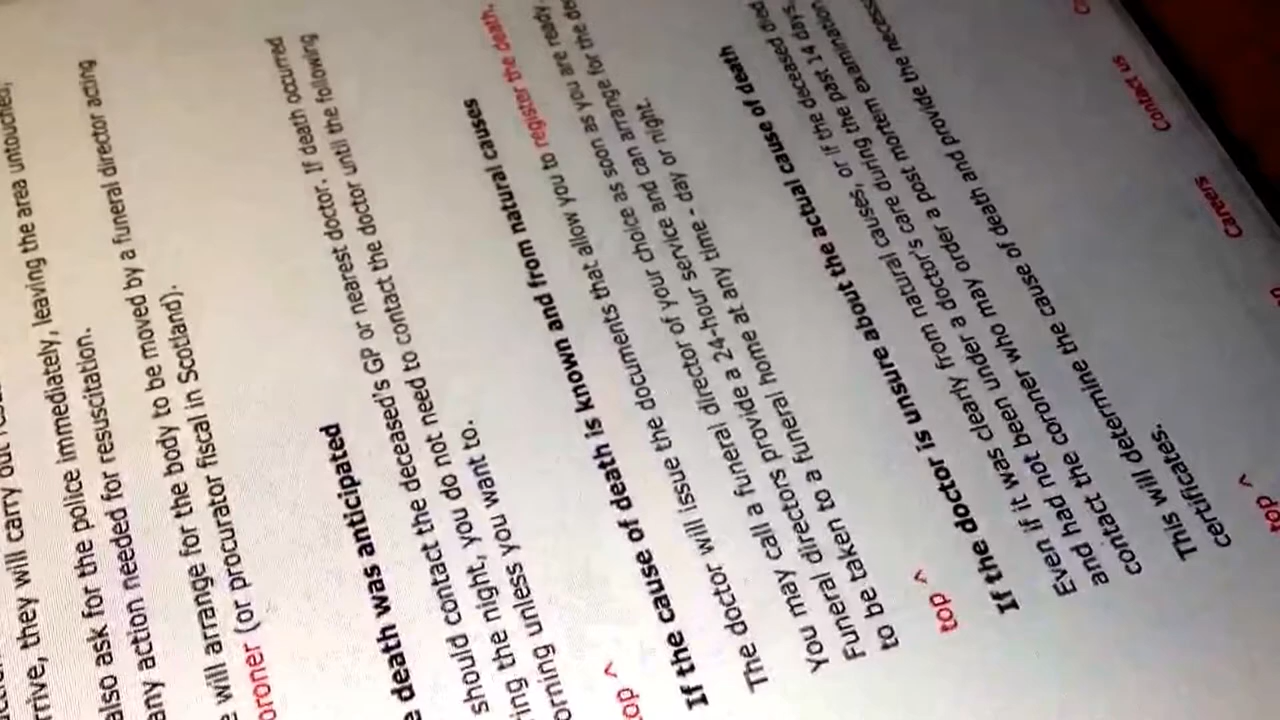 they will carry out
also ask for the police immediately, leaving the area untouched,
any action needed for resuscitation.
will arrange for the body to be moved by a funeral director acting
(or procurator fiscal in Scotland).
death was anticipated
should contact the deceased's GP or nearest doctor. If death occurred
the night, you do not need to contact the doctor until the following
unless you want to.
top ^
If the cause of death is known and from natural causes
The doctor will issue the documents that allow you to register the death.
You may call a funeral director of your choice as soon as you are ready.
Funeral directors provide a 24-hour service and can arrange for the
to be taken to a funeral home at any time - day or night.
top ^
If the doctor is unsure about the actual cause of death
Even if it was clearly from natural causes, or if the deceased died
and had not been under a doctor's care during the past 14 days,
contact the coroner who may order a post mortem examination
This will determine the cause of death and provide the
certificates.
top ^
Careers
Contact us